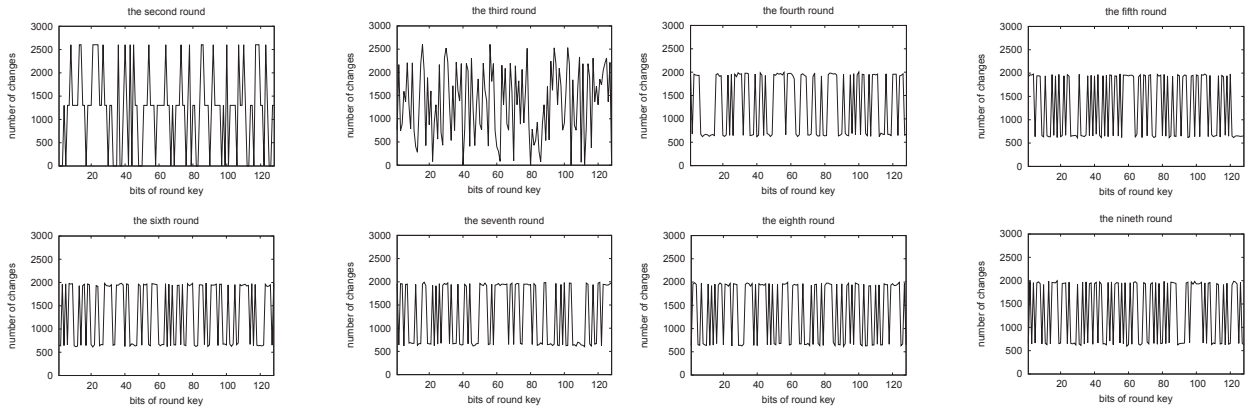 the second round
3000
2500
2000
1500
1000
500
0
number of changes
20 40 60 80 100 120
bits of round key
the third round
3000
2500
2000
1500
1000
500
0
number of changes
20 40 60 80 100 120
bits of round key
the fourth round
3000
2500
2000
1500
1000
500
0
number of changes
20 40 60 80 100 120
bits of round key
the fifth round
3000
2500
2000
1500
1000
500
0
number of changes
20 40 60 80 100 120
bits of round key
the sixth round
3000
2500
2000
1500
1000
500
0
number of changes
20 40 60 80 100 120
bits of round key
the seventh round
3000
2500
2000
1500
1000
500
0
number of changes
20 40 60 80 100 120
bits of round key
the eighth round
3000
2500
2000
1500
1000
500
0
number of changes
20 40 60 80 100 120
bits of round key
the nineth round
3000
2500
2000
1500
1000
500
0
number of changes
20 40 60 80 100 120
bits of round key